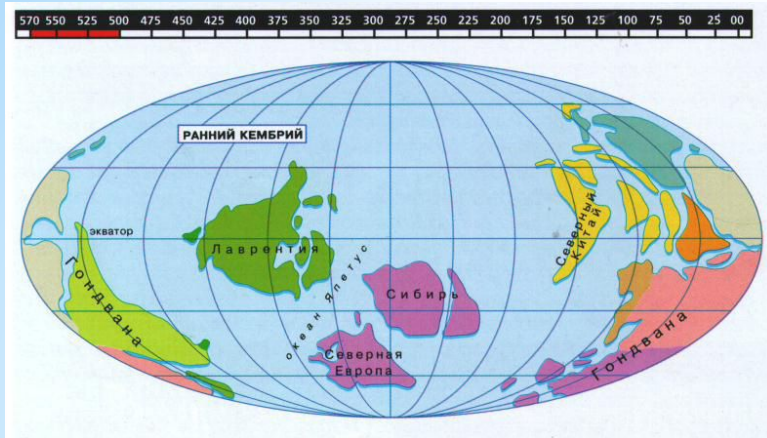 570 550 525 500 475 450 425 400 375 350 325 300 275 250 225 200 175 150 125 100 75 50 25 00
РАННИЙ КЕМБРИЙ
экватор
Лаврентия
Северный
Китай
Гондвана
океан Япетус
Сибирь
Северная
Европа
Гондвана